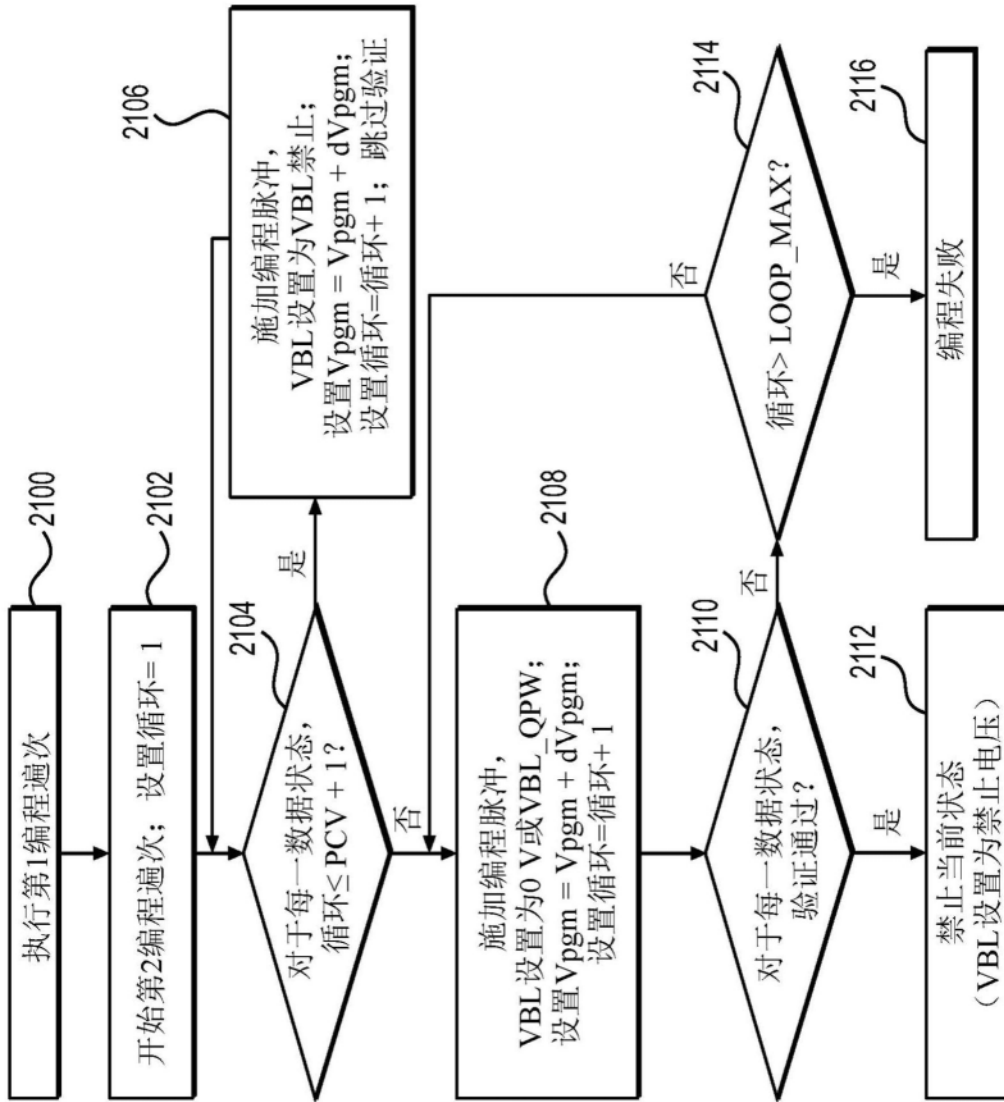 执行第1编程遍次
2100
开始第2编程遍次；设置循环= 1
2102
对于每一数据状态，
循环≤ PCV + 1?
2104
是
否
施加编程脉冲，
VBL设置为VBL禁止；
设置Vpgm = Vpgm + dVpgm；
设置循环=循环+ 1；跳过验证
2106
施加编程脉冲，
VBL设置为0 V或VBL_QPW；
设置Vpgm = Vpgm + dVpgm；
设置循环=循环+ 1
2108
对于每一数据状态，
验证通过？
2110
否
是
禁止当前状态
（VBL设置为禁止电压）
2112
循环> LOOP_MAX?
2114
否
是
编程失败
2116